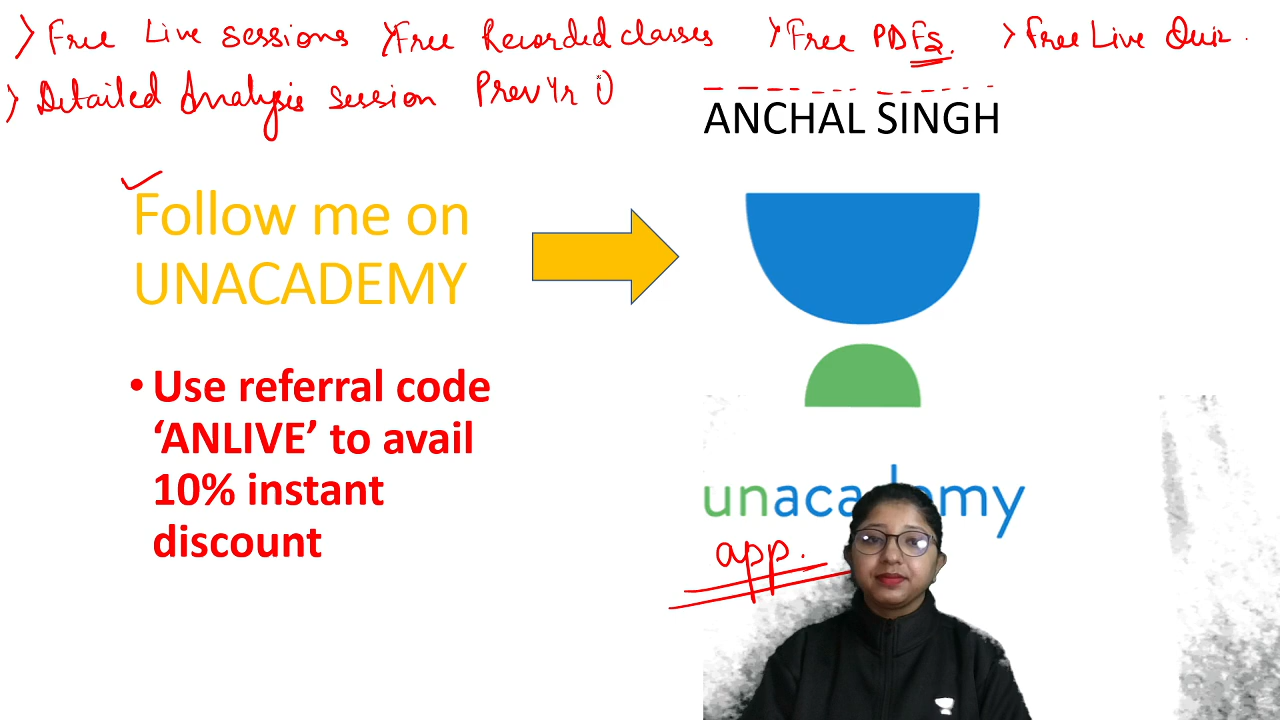 > Free Live sessions > Free Recorded classes > Free PDFs. > Free Live Quiz.
> Detailed Analysis session Prev Yr
ANCHAL SINGH
Follow me on
UNACADEMY
• Use referral code
‘ANLIVE’ to avail
10% instant
discount
unacademy
app.